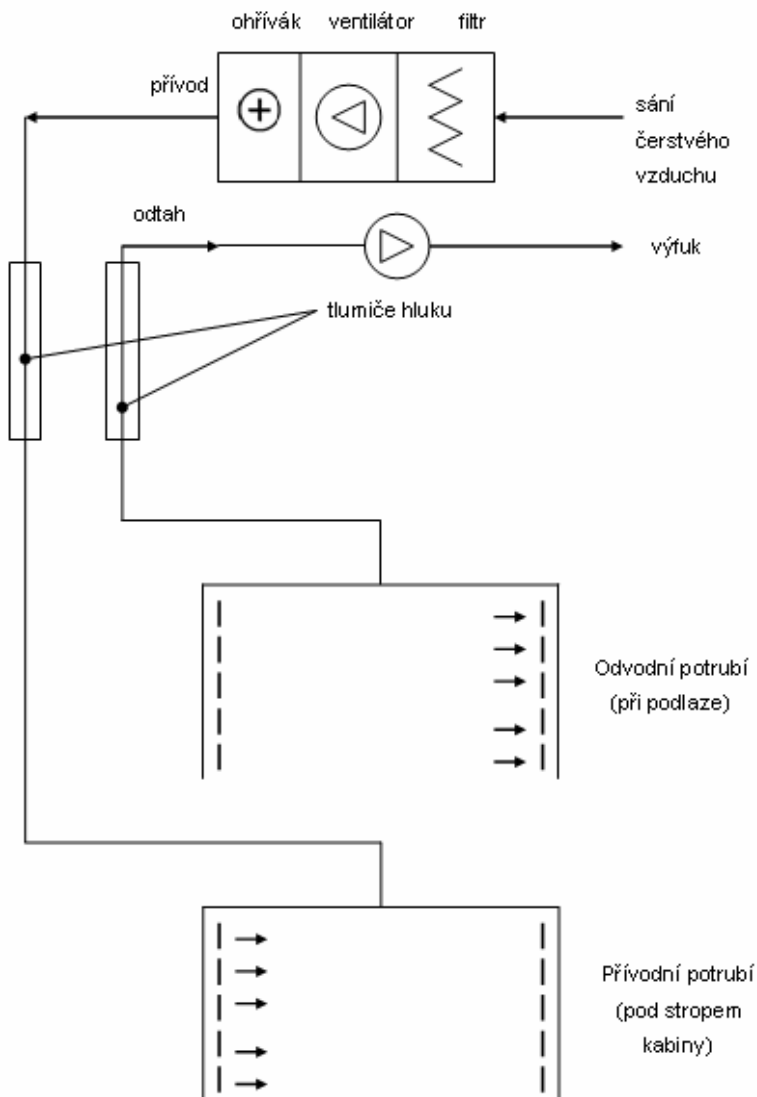 ohřívák ventilátor filtr
přívod
sání
čerstvého
vzduchu
odtah
výfuk
tlumiče hluku
Odvodní potrubí
(při podlaze)
Přívodní potrubí
(pod stropem
kabiny)